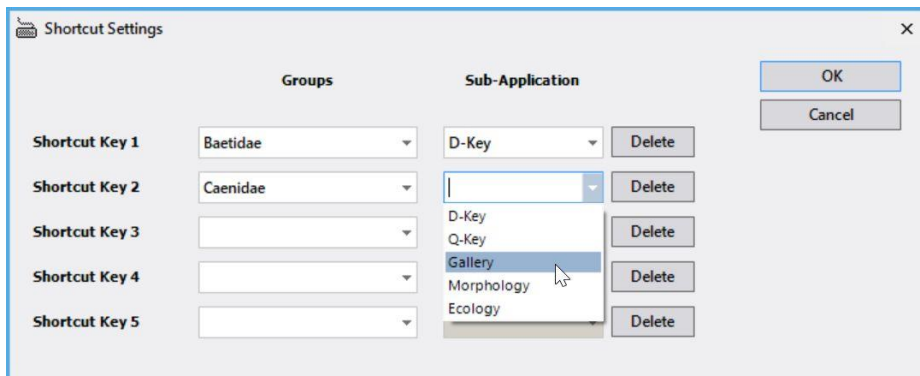 Shortcut Settings
Groups Sub-Application OK
Cancel
Shortcut Key 1 Baetidae D-Key Delete
Shortcut Key 2 Caenidae Delete
D-Key
Q-Key
Shortcut Key 3 Delete
Gallery
Shortcut Key 4 Morphology Delete
Ecology
Shortcut Key 5 Delete